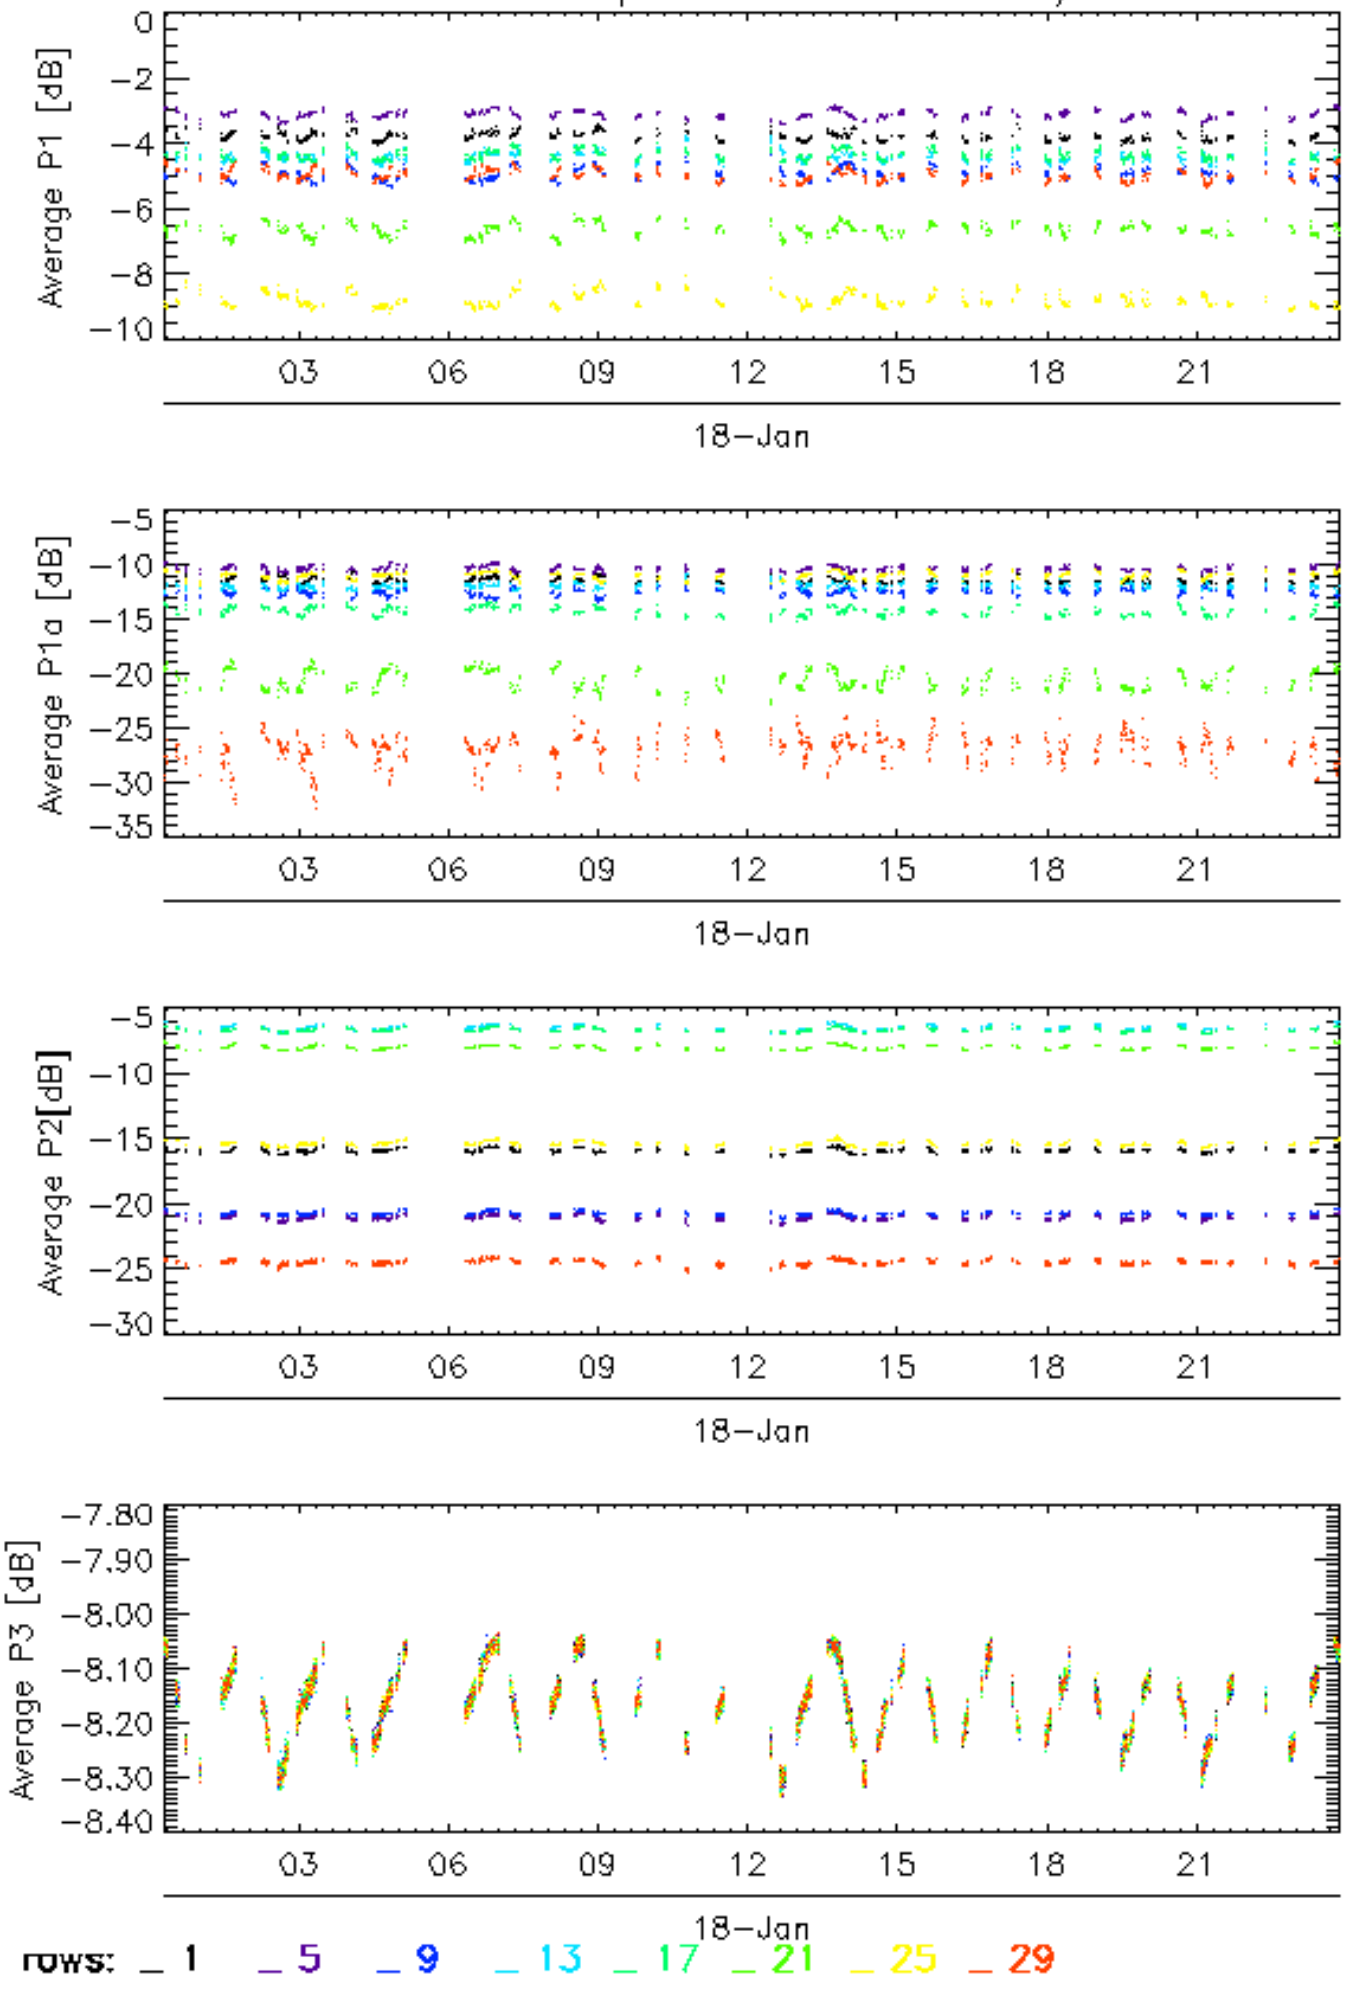 Average P1 [dB]
0
−2
−4
−6
−8
−10
03 06 09 12 15 18 21
18−Jan
Average P1a [dB]
−5
−10
−15
−20
−25
−30
−35
03 06 09 12 15 18 21
18−Jan
Average P2[dB]
−5
−10
−15
−20
−25
−30
03 06 09 12 15 18 21
18−Jan
Average P3 [dB]
−7.80
−7.90
−8.00
−8.10
−8.20
−8.30
−8.40
03 06 09 12 15 18 21
18−Jan
rows: _ 1 _ 5 _ 9 _ 13 _ 17 _ 21 _ 25 _ 29